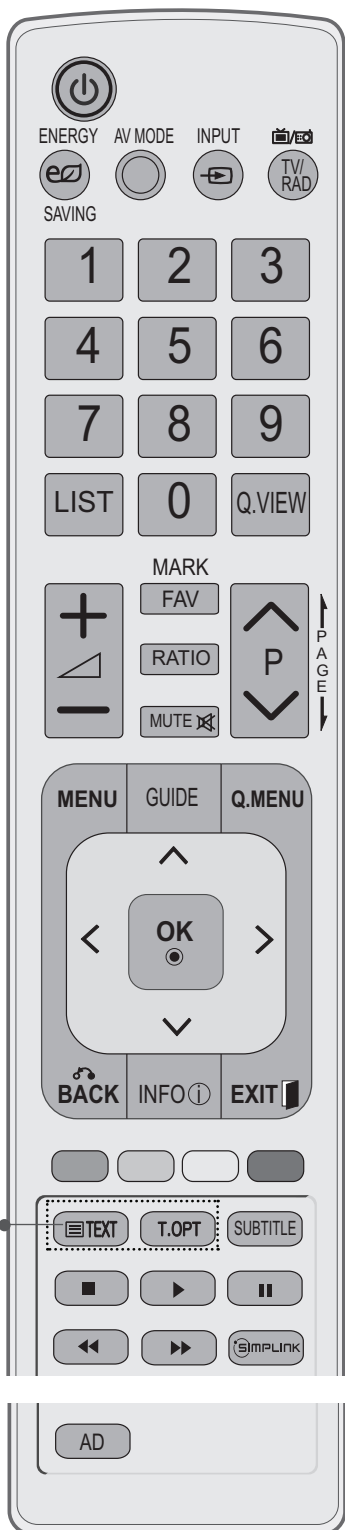 ENERGY AV MODE INPUT
TV/
RAD
SAVING
1 2 3
4 5 6
7 8 9
LIST 0 Q.VIEW
MARK
FAV
RATIO P
MUTE
PAGE
MENU GUIDE Q.MENU
OK
BACK INFO i EXIT
TEXT T.OPT SUBTITLE
SIMPLINK
AD